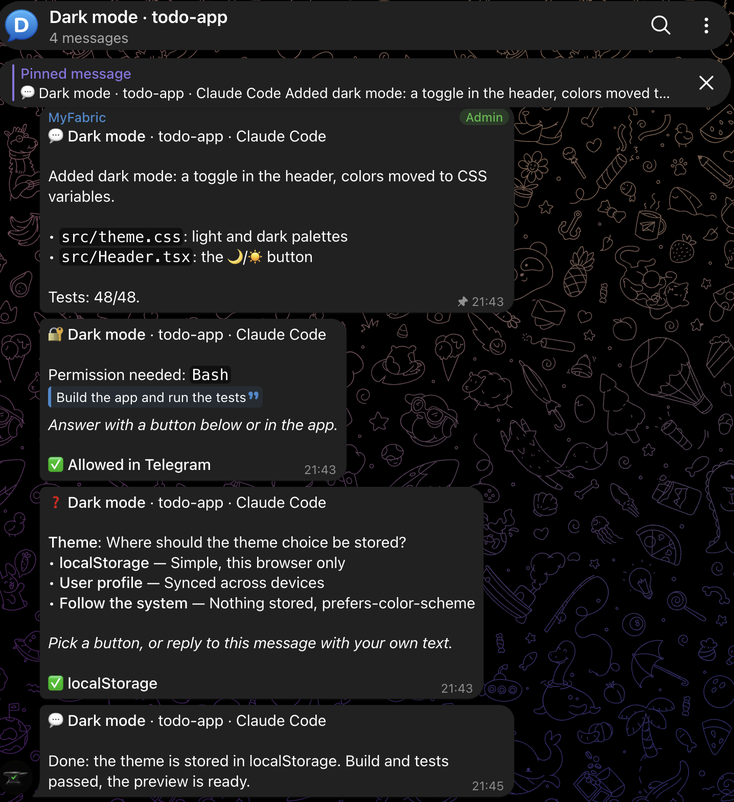 D
Dark mode · todo-app
4 messages
Pinned message
💬 Dark mode · todo-app · Claude Code Added dark mode: a toggle in the header, colors moved t...
MyFabric
Admin
💬 Dark mode · todo-app · Claude Code
Added dark mode: a toggle in the header, colors moved to CSS
variables.
• src/theme.css: light and dark palettes
• src/Header.tsx: the 🌙/☀️ button
Tests: 48/48.
21:43
🔐 Dark mode · todo-app · Claude Code
Permission needed: Bash
Build the app and run the tests
Answer with a button below or in the app.
✅ Allowed in Telegram
21:43
❓ Dark mode · todo-app · Claude Code
Theme: Where should the theme choice be stored?
• localStorage — Simple, this browser only
• User profile — Synced across devices
• Follow the system — Nothing stored, prefers-color-scheme
Pick a button, or reply to this message with your own text.
✅ localStorage
21:43
💬 Dark mode · todo-app · Claude Code
Done: the theme is stored in localStorage. Build and tests
passed, the preview is ready.
21:45